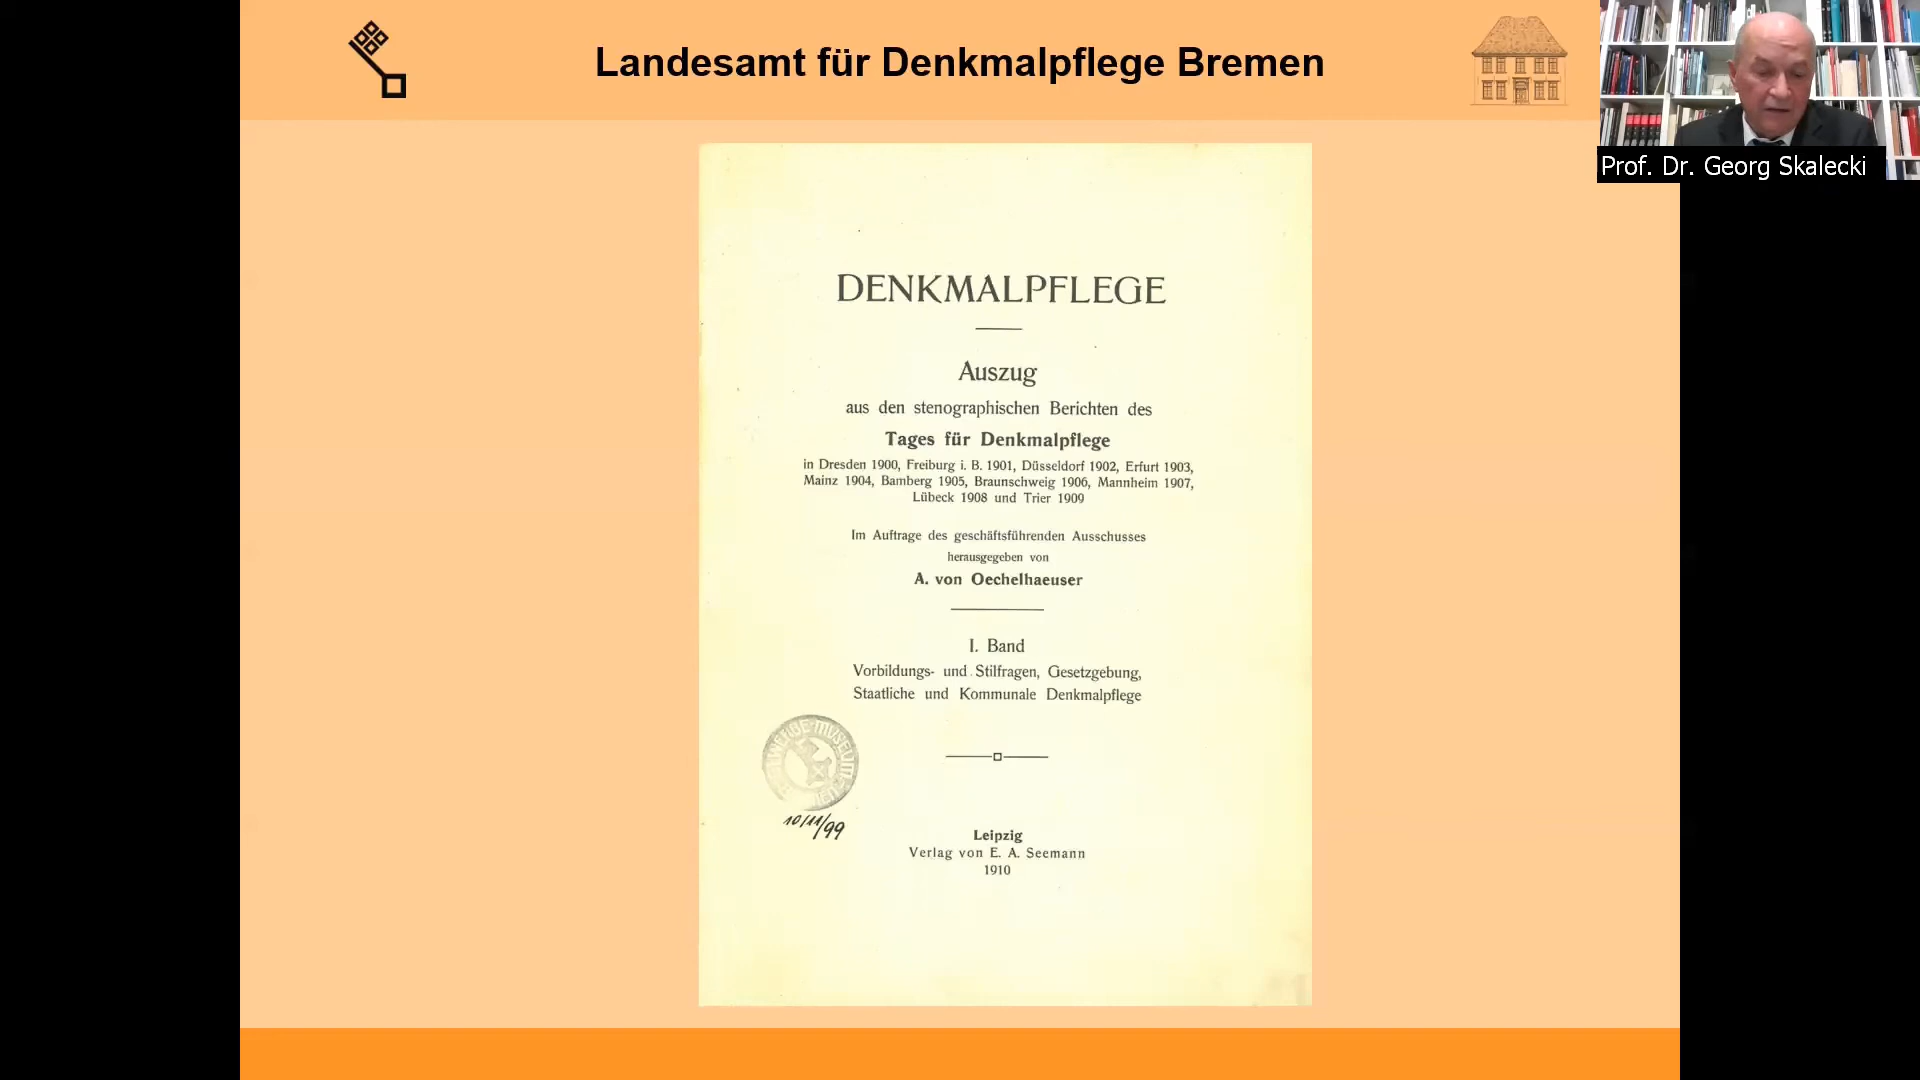 Landesamt für Denkmalpflege Bremen
Prof. Dr. Georg Skalecki
DENKMALPFLEGE
Auszug
aus den stenographischen Berichten des
Tages für Denkmalpflege
in Dresden 1900, Freiburg i. B. 1901, Düsseldorf 1902, Erfurt 1903,
Mainz 1904, Bamberg 1905, Braunschweig 1906, Mannheim 1907,
Lübeck 1908 und Trier 1909
Im Auftrage des geschäftsführenden Ausschusses
herausgegeben von
A. von Oechelhaeuser
I. Band
Vorbildungs- und Stilfragen, Gesetzgebung,
Staatliche und Kommunale Denkmalpflege
10/11/99
Leipzig
Verlag von E. A. Seemann
1910